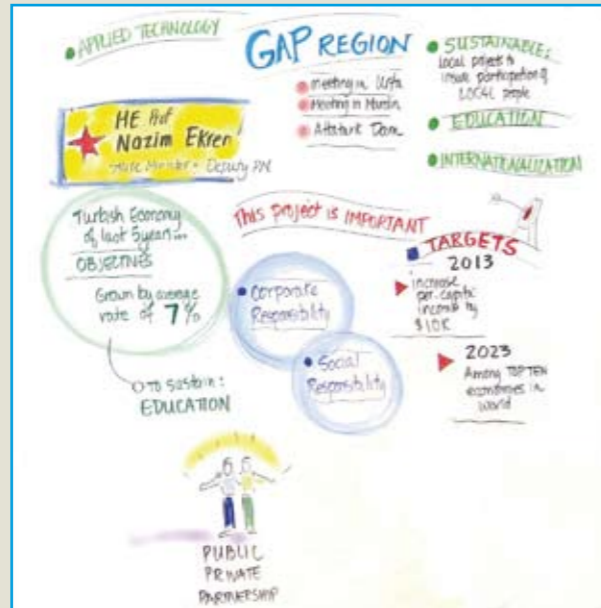 APPLIED TECHNOLOGY
GAP REGION
meeting in Urfa
Meeting in Mardin
Attaturk Dam
SUSTAINABLE:
local projects to
insure participation of
LOCAL people
EDUCATION
INTERNATIONALIZATION
HE Prof
Nazim Ekren
State Minister + Deputy PM
Turkish Economy
of last 5 years...
OBJECTIVES
Grown by average
rate of 7%
TO sustain:
EDUCATION
This project is IMPORTANT
Corporate
Responsibility
Social
Responsibility
TARGETS
2013
increase
per capita
income by
$10K
2023
Among TOP TEN
economies in
world
PUBLIC
PRIVATE
PARTNERSHIP